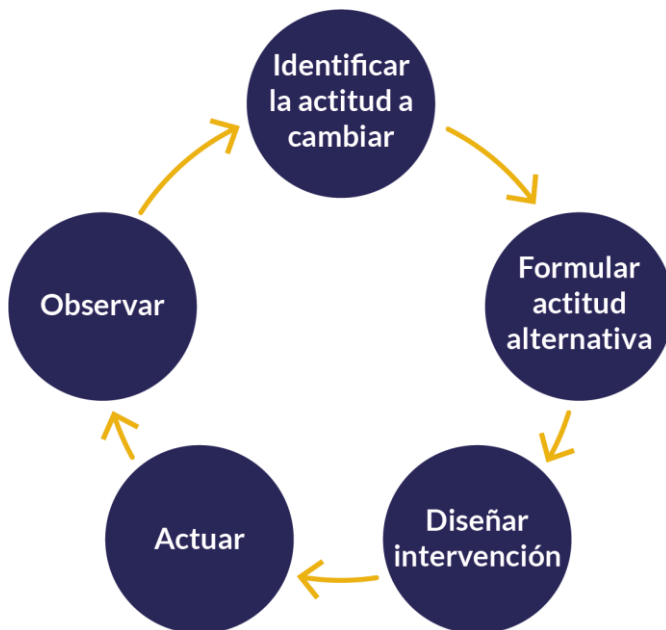 Identificar
la actitud a
cambiar
Formular
actitud
alternativa
Diseñar
intervención
Actuar
Observar